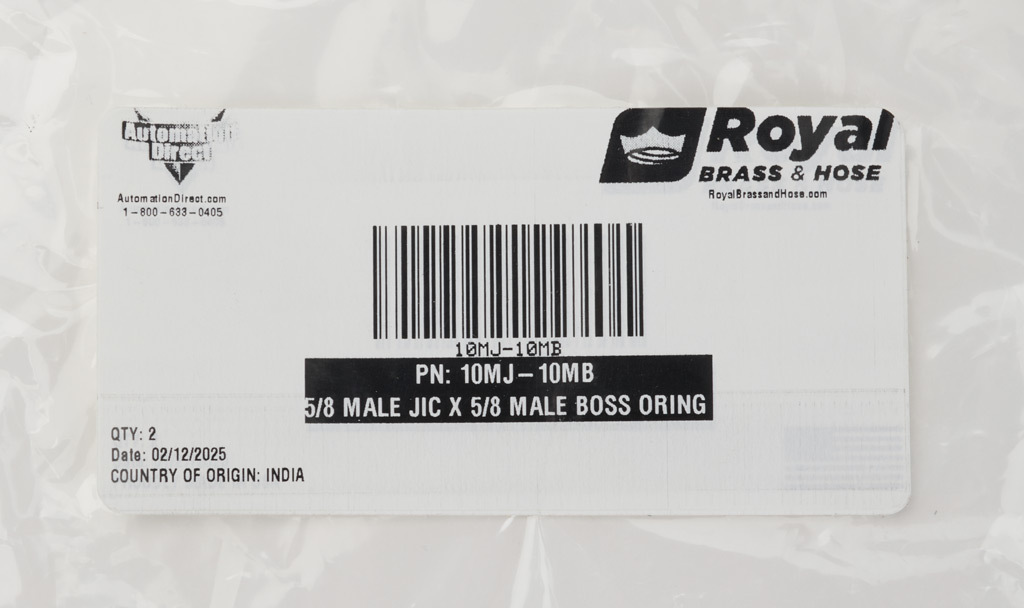 Automation
Direct
AutomationDirect.com
1-800-633-0405
Royal
BRASS & HOSE
RoyalBrassandHose.com
10MJ-10MB
PN: 10MJ-10MB
5/8 MALE JIC X 5/8 MALE BOSS ORING
QTY: 2
Date: 02/12/2025
COUNTRY OF ORIGIN: INDIA